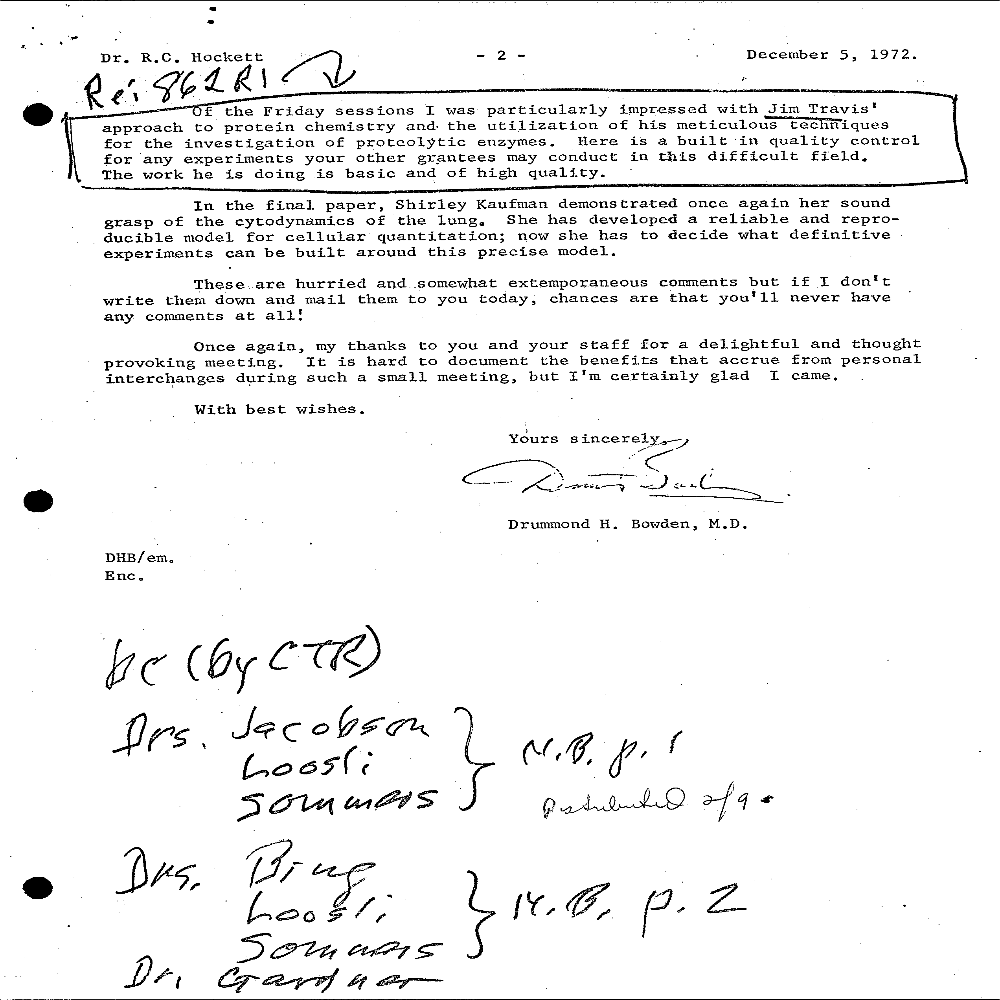 Dr. R.C. Hockett - 2 - December 5, 1972.
Re: 862R1
Of the Friday sessions I was particularly impressed with Jim Travis'
approach to protein chemistry and the utilization of his meticulous techniques
for the investigation of proteolytic enzymes. Here is a built in quality control
for any experiments your other grantees may conduct in this difficult field.
The work he is doing is basic and of high quality.
In the final paper, Shirley Kaufman demonstrated once again her sound
grasp of the cytodynamics of the lung. She has developed a reliable and repro-
ducible model for cellular quantitation; now she has to decide what definitive
experiments can be built around this precise model.
These are hurried and somewhat extemporaneous comments but if I don't
write them down and mail them to you today, chances are that you'll never have
any comments at all!
Once again, my thanks to you and your staff for a delightful and thought
provoking meeting. It is hard to document the benefits that accrue from personal
interchanges during such a small meeting, but I'm certainly glad I came.
With best wishes.
Yours sincerely,
Drummond H. Bowden, M.D.
DHB/em.
Enc.
bc (by CTR)
Drs. Jacobson
Loosli
Sommers
N.B. p. 1
Distributed 2/9
Drs. Bing
Loosli
Sommers
N.B. p. 2
Dr. Gardner